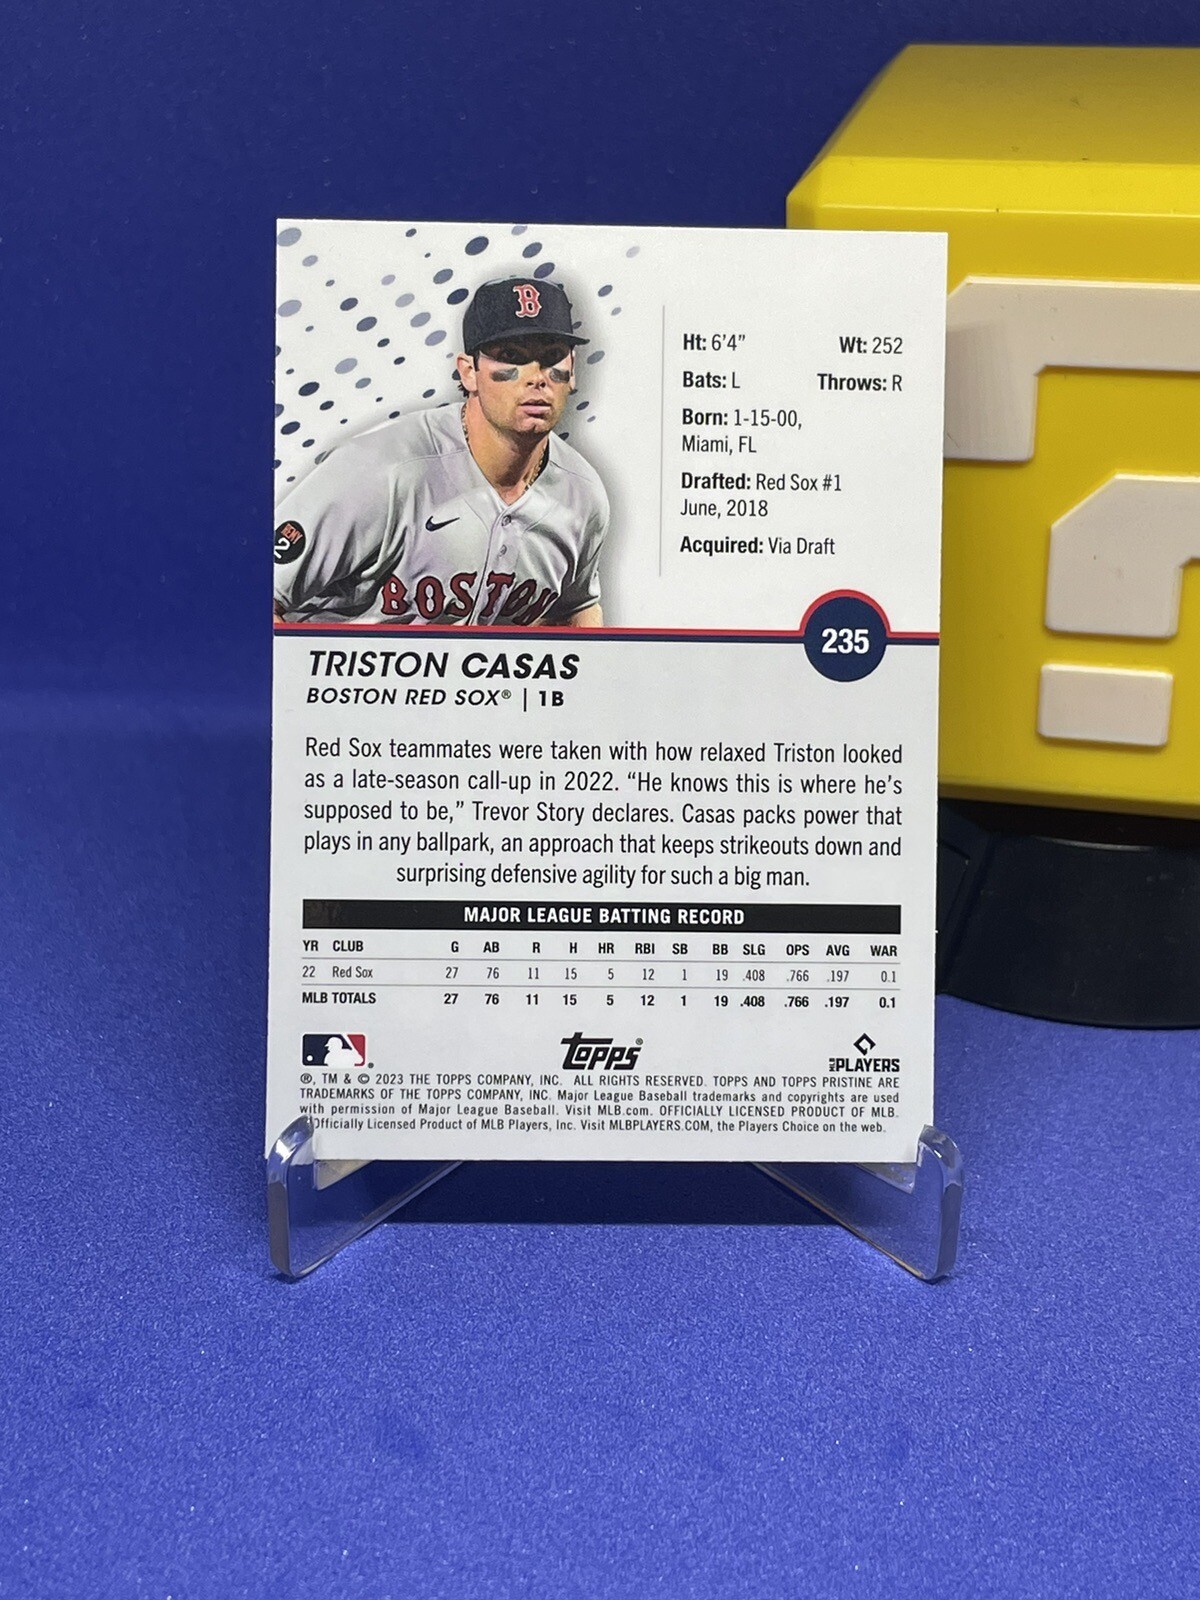 B
Ht: 6'4" Wt: 252
Bats: L Throws: R
Born: 1-15-00,
Miami, FL
Drafted: Red Sox #1
June, 2018
Acquired: Via Draft
REMY
2
BOSTON
235
TRISTON CASAS
BOSTON RED SOX® | 1B
Red Sox teammates were taken with how relaxed Triston looked
as a late-season call-up in 2022. “He knows this is where he’s
supposed to be,” Trevor Story declares. Casas packs power that
plays in any ballpark, an approach that keeps strikeouts down and
surprising defensive agility for such a big man.
MAJOR LEAGUE BATTING RECORD
YR CLUB G AB R H HR RBI SB BB SLG OPS AVG WAR
22 Red Sox 27 76 11 15 5 12 1 19 .408 .766 .197 0.1
MLB TOTALS 27 76 11 15 5 12 1 19 .408 .766 .197 0.1
® Topps® MLB PLAYERS
®, TM & © 2023 THE TOPPS COMPANY, INC. ALL RIGHTS RESERVED. TOPPS AND TOPPS PRISTINE ARE
TRADEMARKS OF THE TOPPS COMPANY, INC. Major League Baseball trademarks and copyrights are used
with permission of Major League Baseball. Visit MLB.com. OFFICIALLY LICENSED PRODUCT OF MLB.
Officially Licensed Product of MLB Players, Inc. Visit MLBPLAYERS.COM, the Players Choice on the web.
?